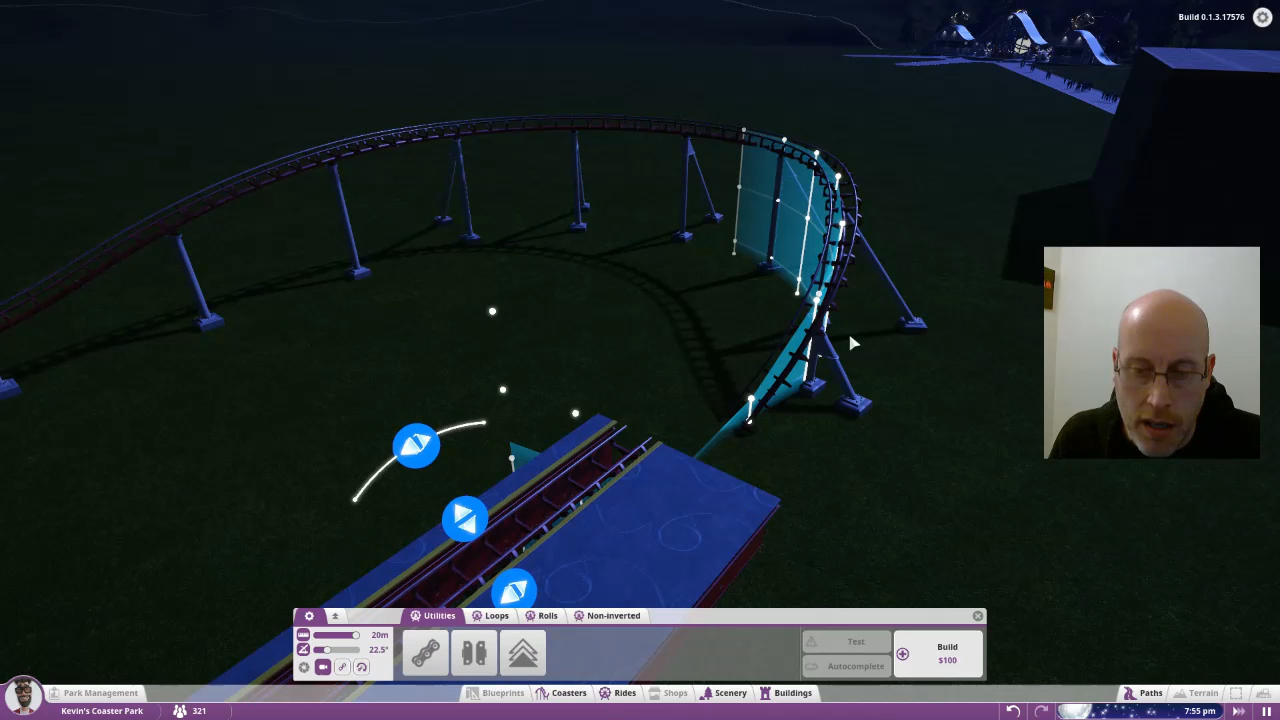 Build 0.1.3.17576
Utilities Loops Rolls Non-inverted
20m
22.5°
Test
Autocomplete
Build
$100
Park Management
Blueprints Coasters Rides Shops Scenery Buildings
Paths Terrain
Kevin's Coaster Park
321
7:55 pm